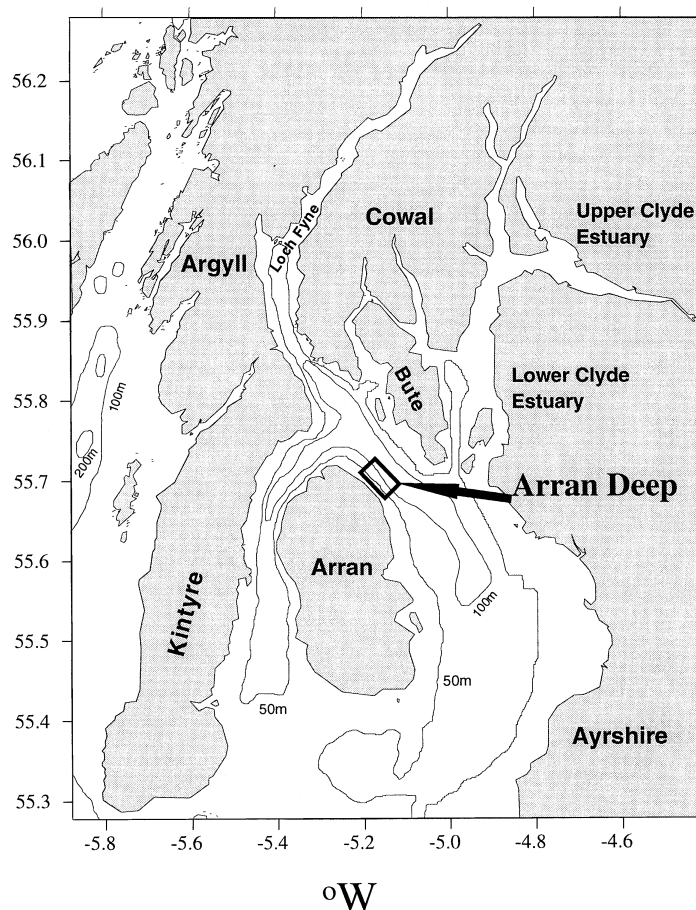 56.2
56.1
56.0
55.9
55.8
55.7
55.6
55.5
55.4
55.3
Loch Fyne
Cowal
Upper Clyde
Estuary
Argyll
100m
200m
Bute
Lower Clyde
Estuary
Arran Deep
Arran
Kintyre
100m
50m
50m
Ayrshire
-5.8
-5.6
-5.4
-5.2
-5.0
-4.8
-4.6
oW